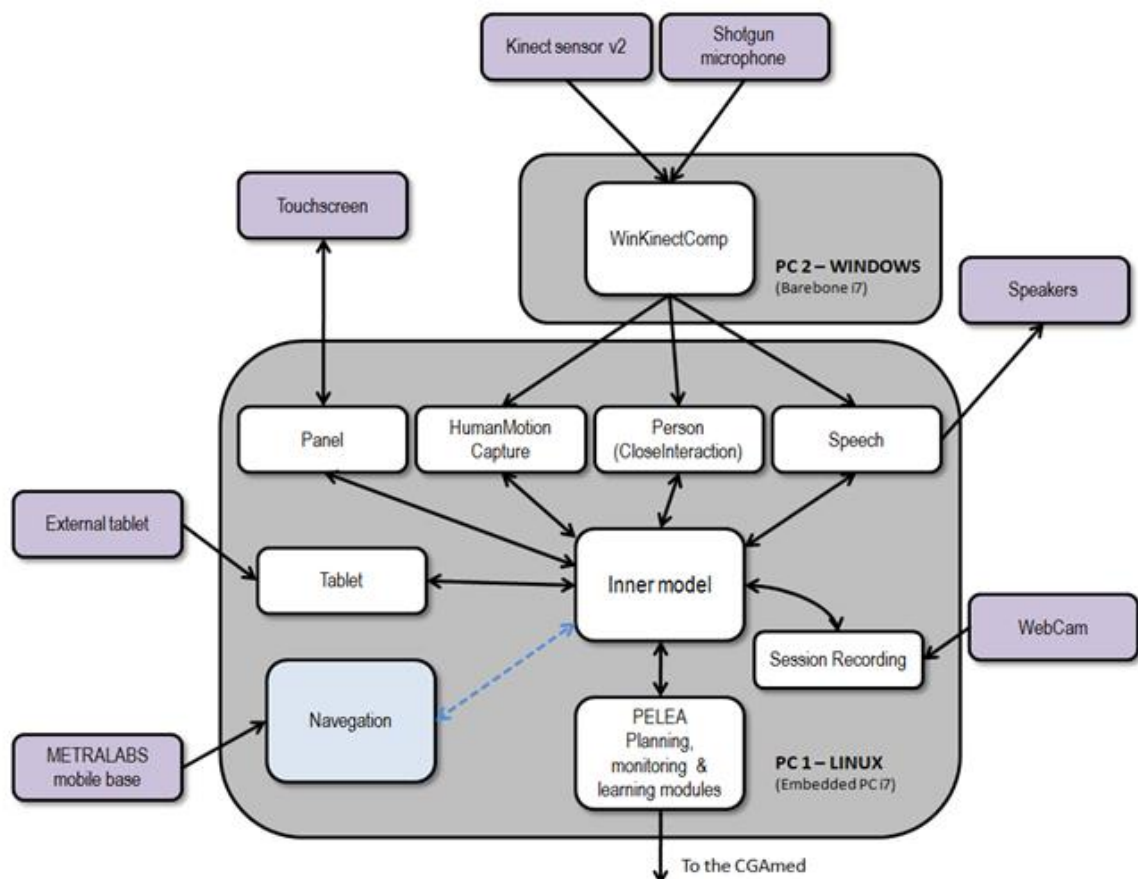 Kinect sensor v2
Shotgun
microphone
Touchscreen
WinKinectComp
PC 2 – WINDOWS
(Barebone i7)
Speakers
Panel
HumanMotion
Capture
Person
(CloseInteraction)
Speech
External tablet
Tablet
Inner model
WebCam
Session Recording
Navegation
METRALABS
mobile base
PELEA
Planning,
monitoring &
learning modules
PC 1 – LINUX
(Embedded PC i7)
To the CGAmed